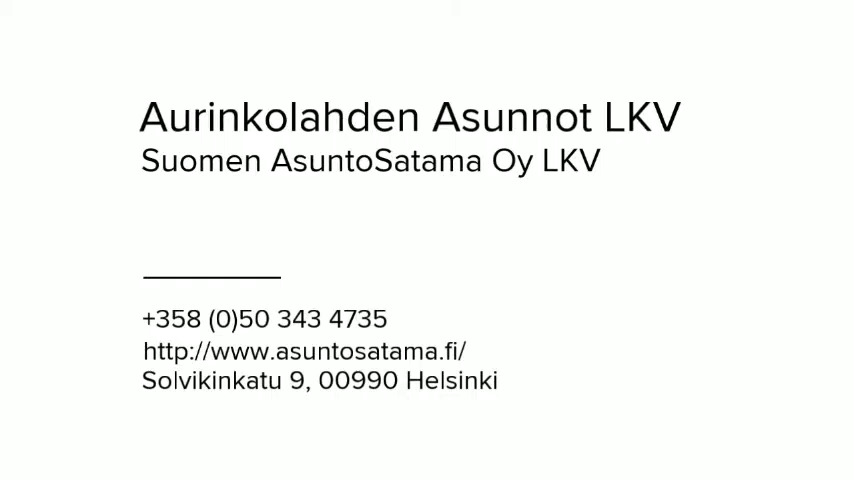 Aurinkolahden Asunnot LKV
Suomen AsuntoSatama Oy LKV
+358 (0)50 343 4735
http://www.asuntosatama.fi/
Solvikinkatu 9, 00990 Helsinki